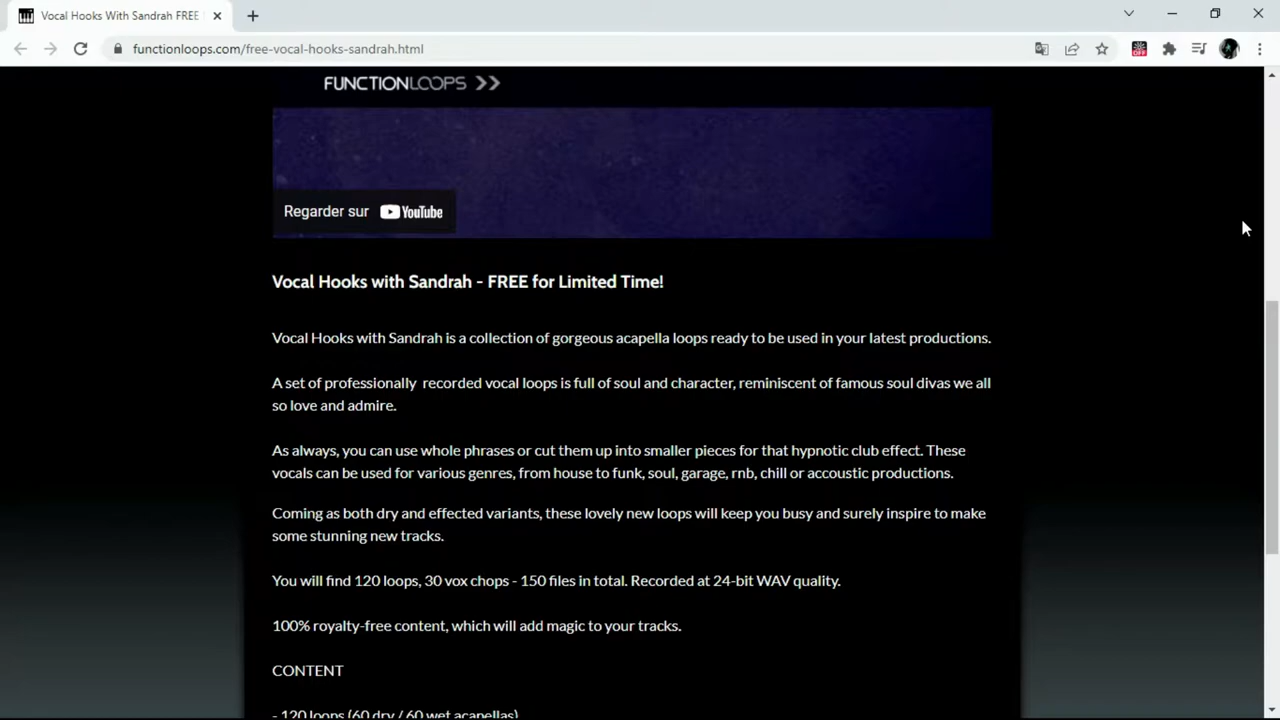 Vocal Hooks With Sandrah FREE
functionloops.com/free-vocal-hooks-sandrah.html
OFF
FUNCTIONLOOPS >>
Regarder sur YouTube
Vocal Hooks with Sandrah - FREE for Limited Time!
Vocal Hooks with Sandrah is a collection of gorgeous acapella loops ready to be used in your latest productions.
A set of professionally recorded vocal loops is full of soul and character, reminiscent of famous soul divas we all
so love and admire.
As always, you can use whole phrases or cut them up into smaller pieces for that hypnotic club effect. These
vocals can be used for various genres, from house to funk, soul, garage, rnb, chill or accoustic productions.
Coming as both dry and effected variants, these lovely new loops will keep you busy and surely inspire to make
some stunning new tracks.
You will find 120 loops, 30 vox chops - 150 files in total. Recorded at 24-bit WAV quality.
100% royalty-free content, which will add magic to your tracks.
CONTENT
- 120 loops (60 dry / 60 wet acapellas)